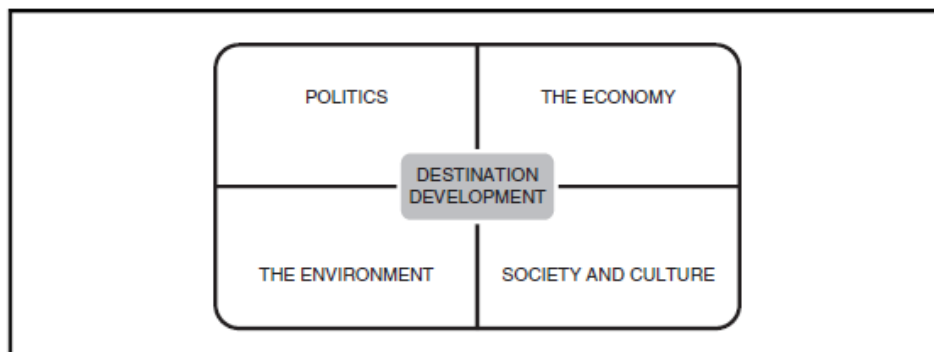 POLITICS
THE ECONOMY
DESTINATION
DEVELOPMENT
THE ENVIRONMENT
SOCIETY AND CULTURE